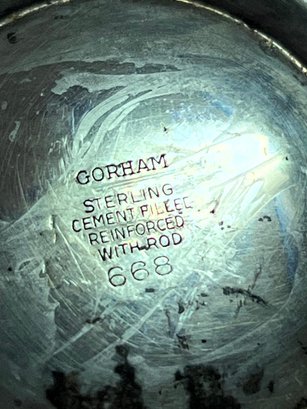 GORHAM
STERLING
CEMENT FILLED
REINFORCED
WITH ROD
668